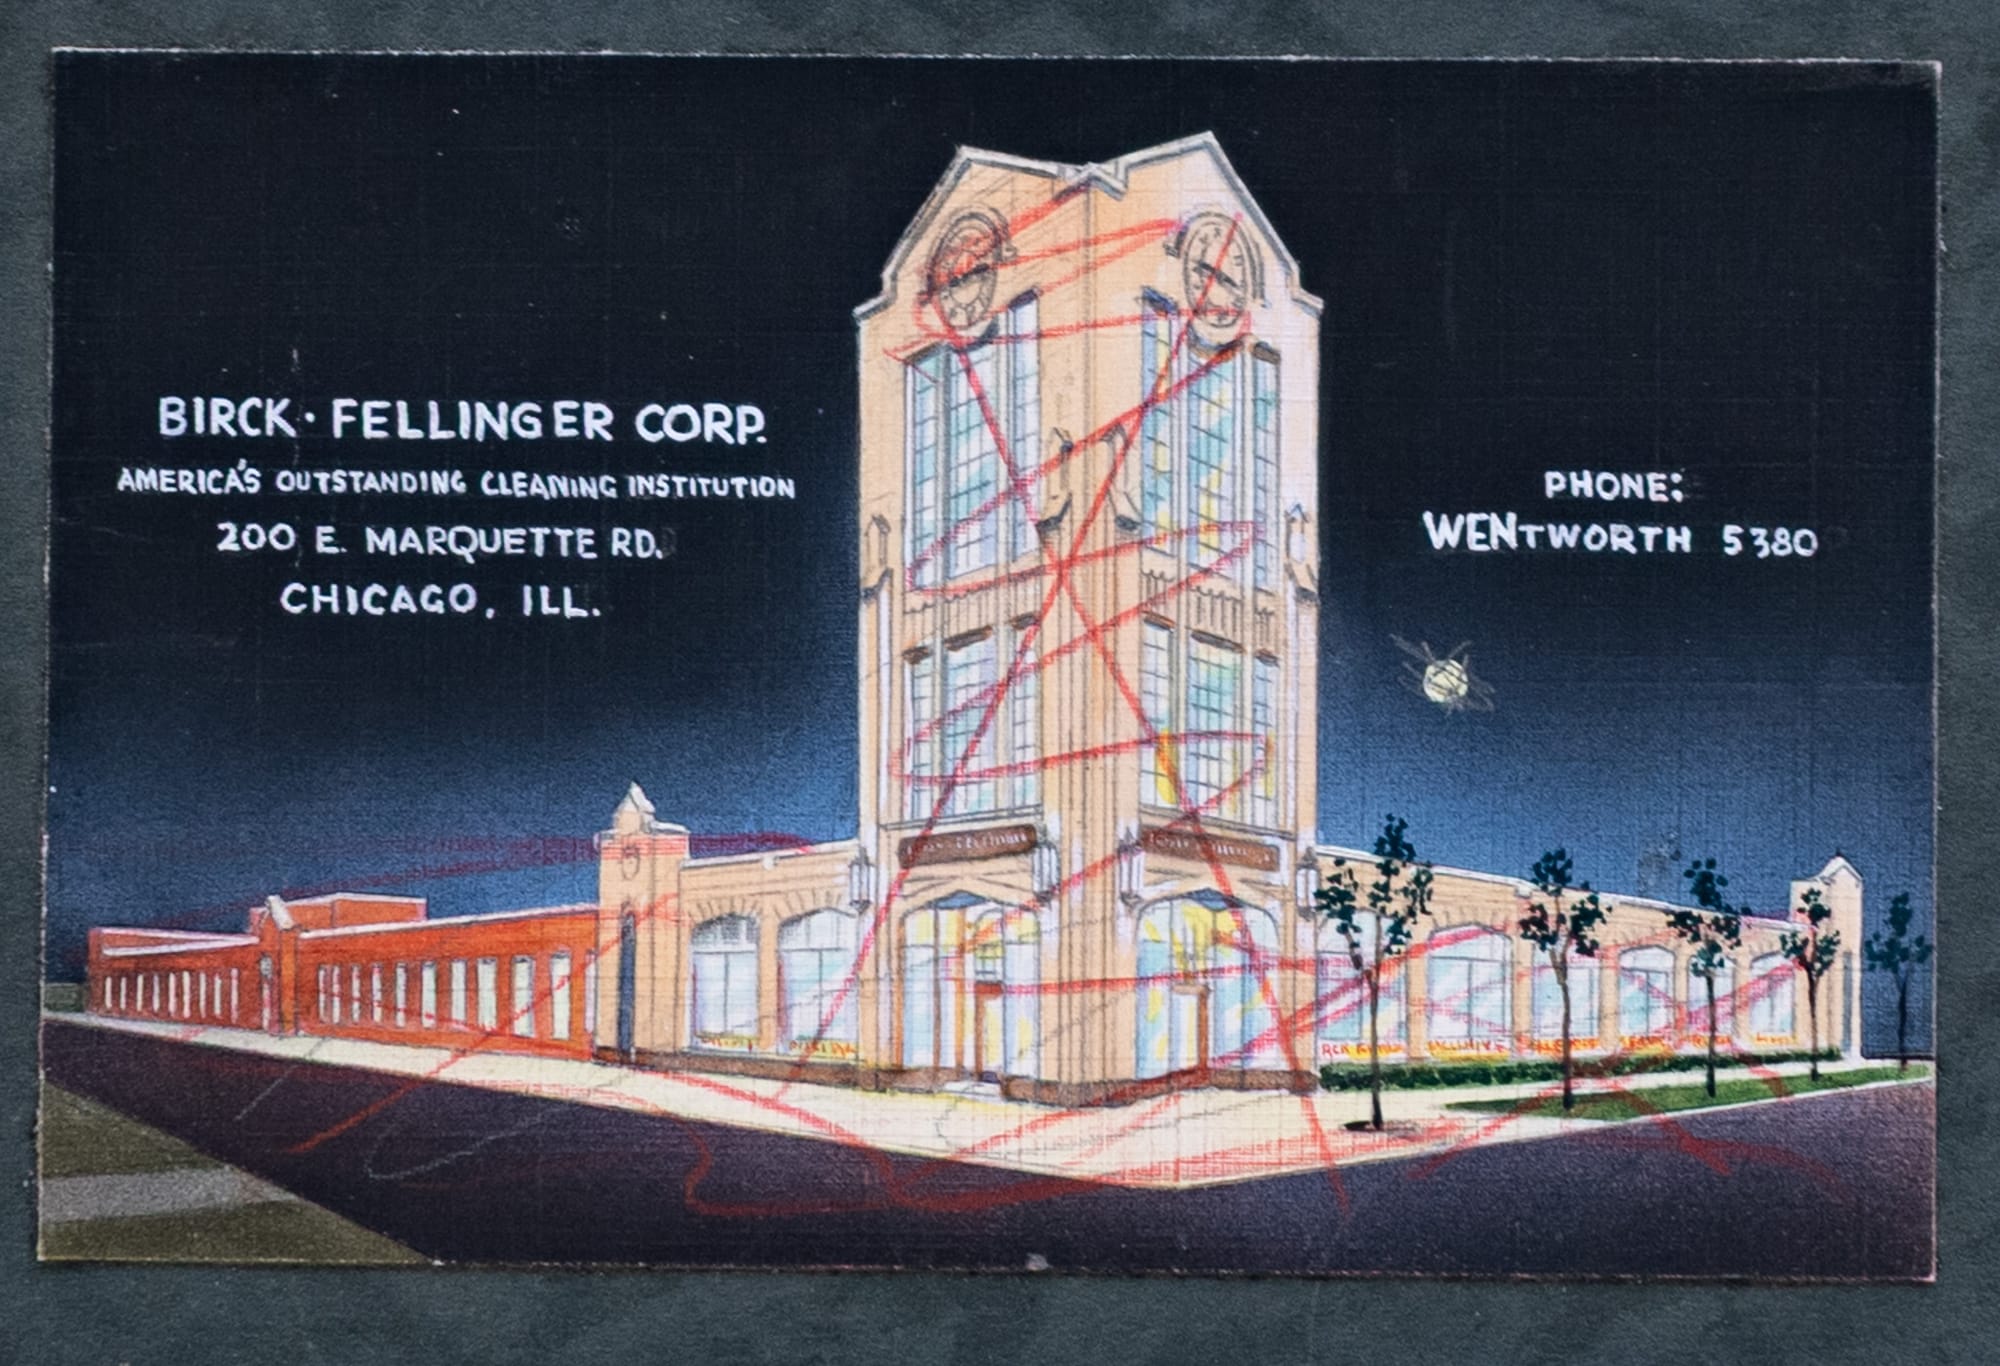 BIRCK · FELLINGER CORP.
AMERICA'S OUTSTANDING CLEANING INSTITUTION
200 E. MARQUETTE RD.
CHICAGO, ILL.
PHONE:
WENTWORTH 5380